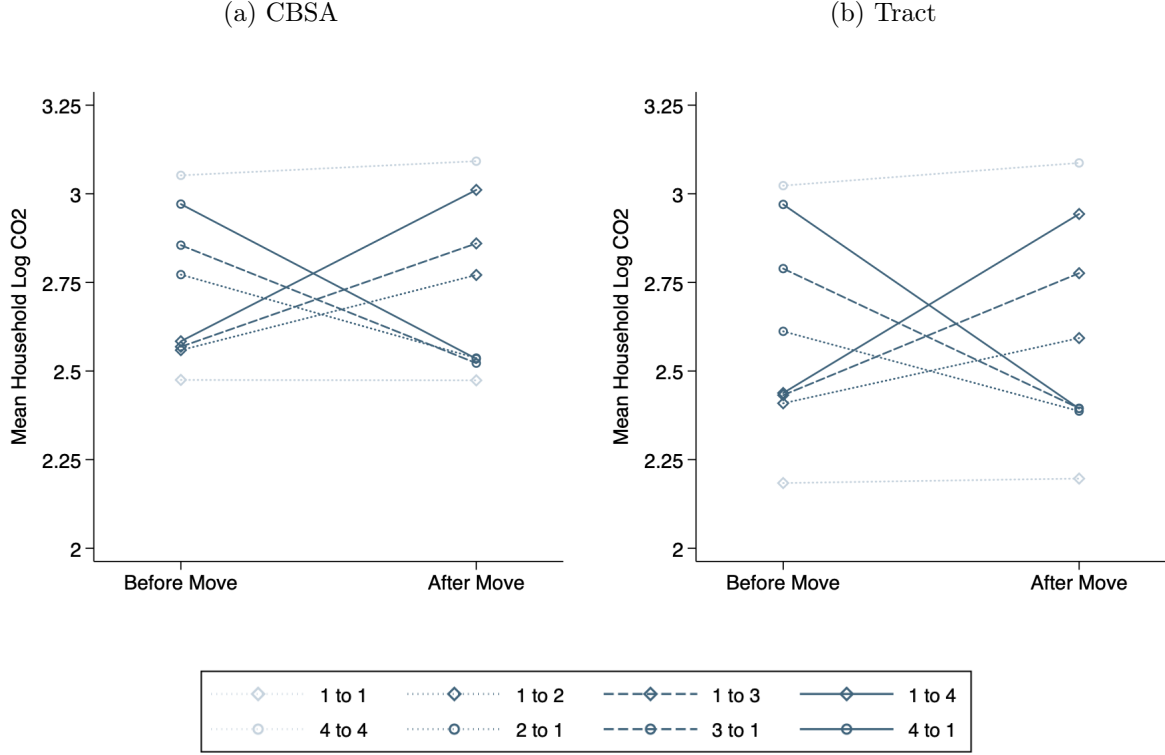 (a) CBSA
(b) Tract
Mean Household Log CO2
3.25
3
2.75
2.5
2.25
2
Before Move
After Move
Mean Household Log CO2
3.25
3
2.75
2.5
2.25
2
Before Move
After Move
1 to 1
1 to 2
1 to 3
1 to 4
4 to 4
2 to 1
3 to 1
4 to 1